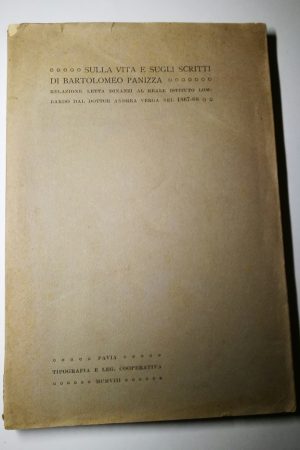 SULLA VITA E SUGLI SCRITTI
DI BARTOLOMEO PANIZZA
RELAZIONE LETTA DINANZI AL REALE ISTITUTO LOM-
BARDO DAL DOTTOR ANDREA VERGA NEL 1867-68
PAVIA
TIPOGRAFIA E LEG. COOPERATIVA
MCMVIII